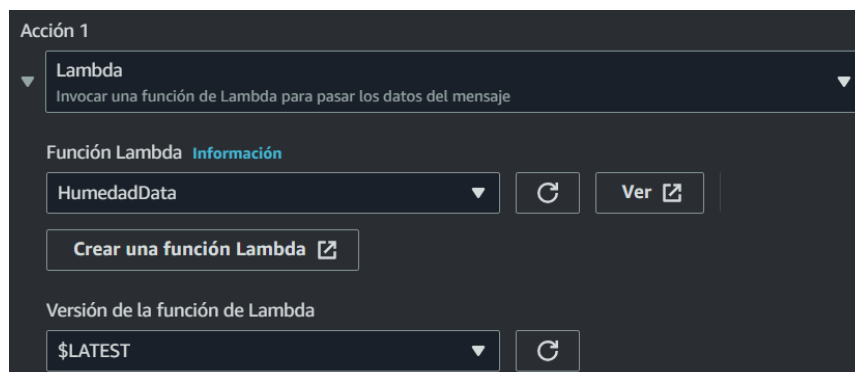 Acción 1
Lambda
Invocar una función de Lambda para pasar los datos del mensaje
Función Lambda Información
HumedadData
Ver
Crear una función Lambda
Versión de la función de Lambda
$LATEST